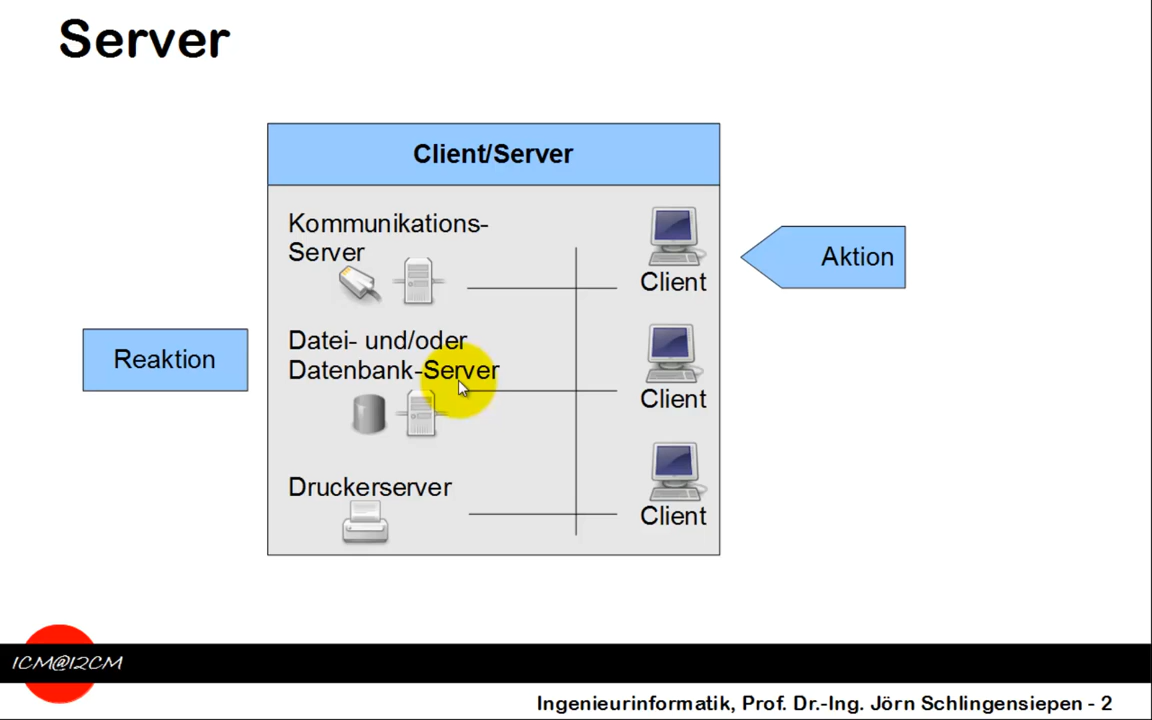 Server
Client/Server
Kommunikations-
Server
Client
Aktion
Datei- und/oder
Datenbank-Server
Client
Reaktion
Druckerserver
Client
ICM@I2CM
Ingenieurinformatik, Prof. Dr.-Ing. Jörn Schlingensiepen - 2